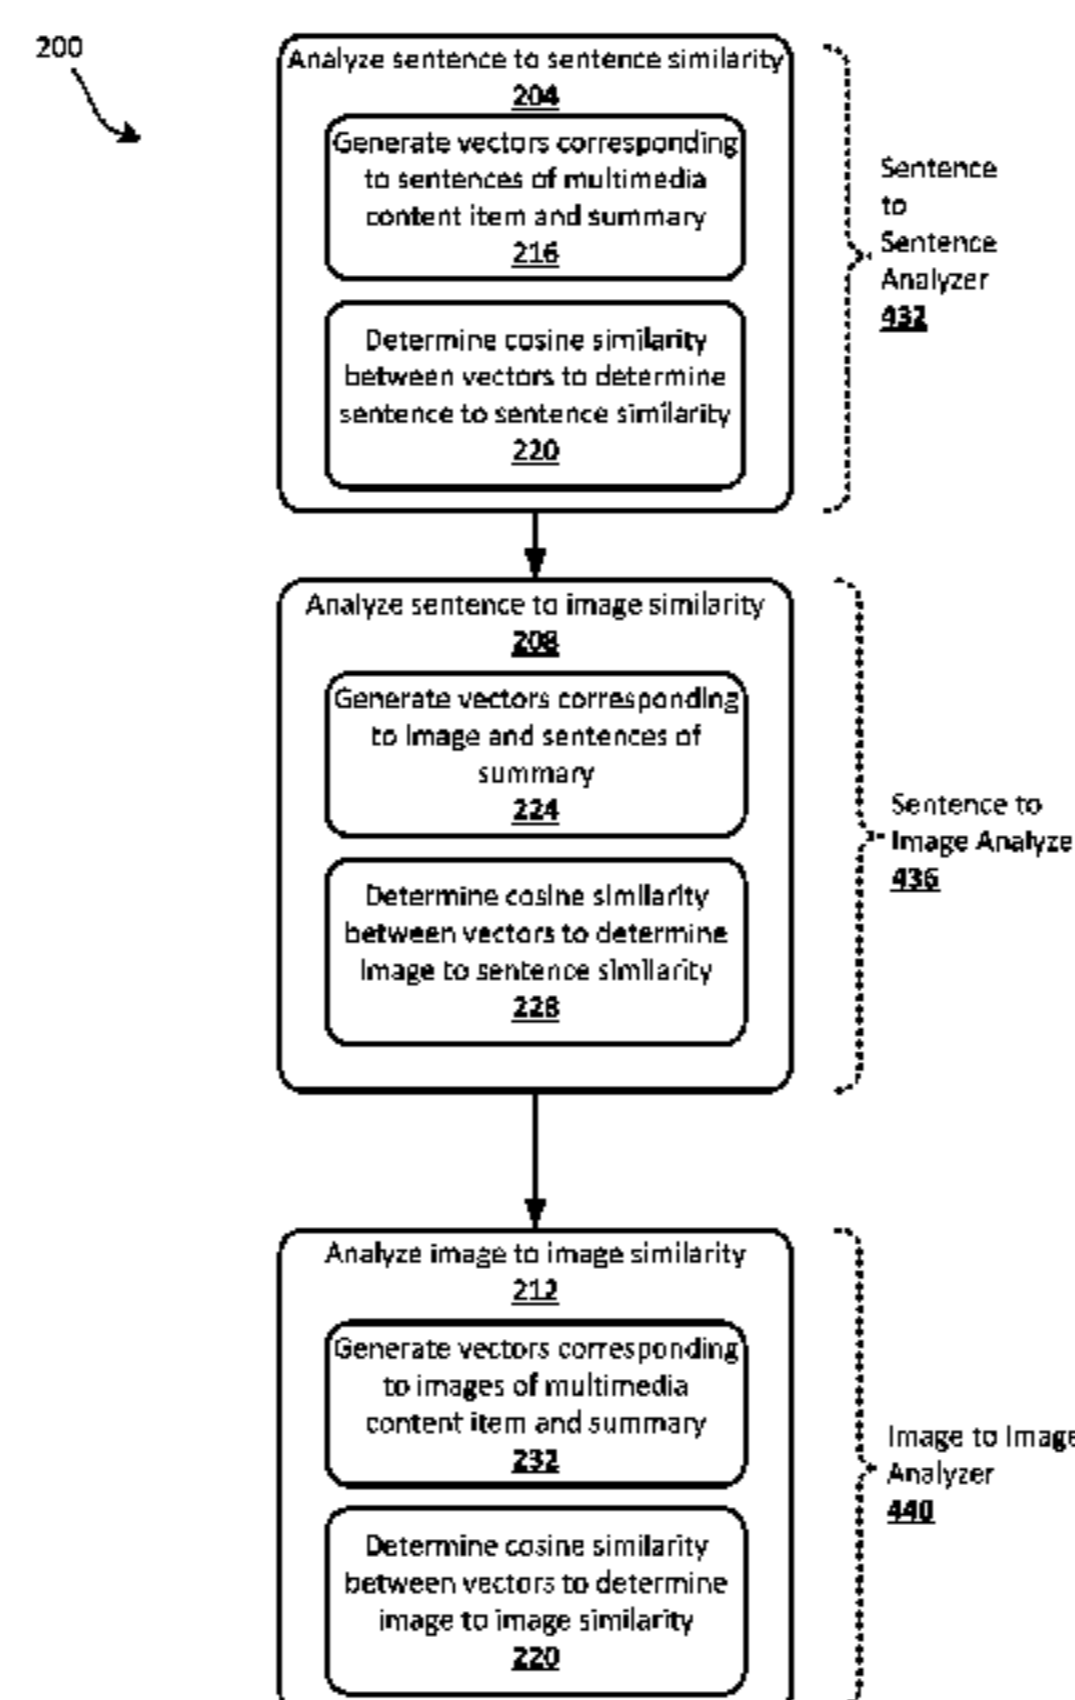 200
Analyze sentence to sentence similarity
204
Generate vectors corresponding
to sentences of multimedia
content item and summary
216
Determine cosine similarity
between vectors to determine
sentence to sentence similarity
220
Sentence
to
Sentence
Analyzer
432
Analyze sentence to image similarity
208
Generate vectors corresponding
to image and sentences of
summary
224
Determine cosine similarity
between vectors to determine
image to sentence similarity
228
Sentence to
Image Analyze
436
Analyze image to image similarity
212
Generate vectors corresponding
to images of multimedia
content item and summary
232
Determine cosine similarity
between vectors to determine
image to image similarity
220
Image to Image
Analyzer
440